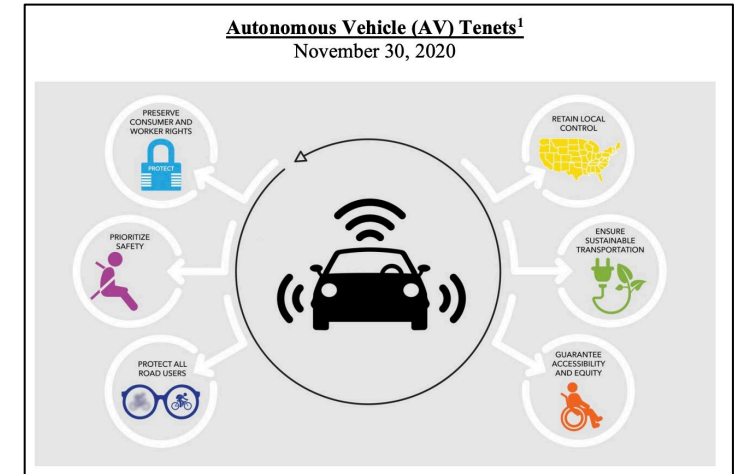 Autonomous Vehicle (AV) Tenets¹
November 30, 2020
PRESERVE
CONSUMER AND
WORKER RIGHTS
PROTECT
PRIORITIZE
SAFETY
PROTECT ALL
ROAD USERS
RETAIN LOCAL
CONTROL
ENSURE
SUSTAINABLE
TRANSPORTATION
GUARANTEE
ACCESSIBILITY
AND EQUITY